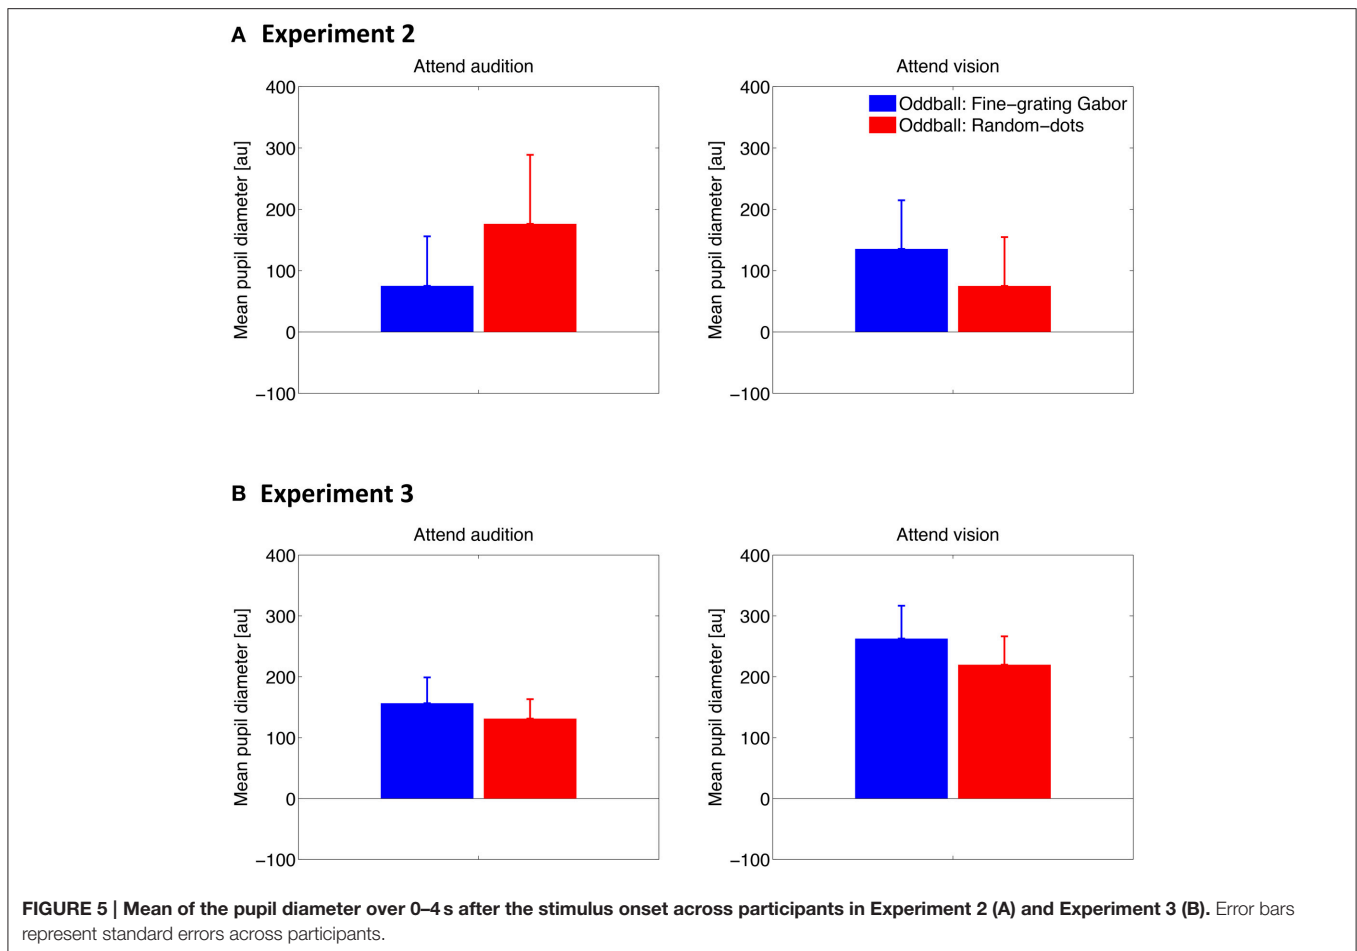 A Experiment 2
Attend audition
400
300
200
100
0
−100
Mean pupil diameter [au]
Attend vision
400
300
200
100
0
−100
Mean pupil diameter [au]
Oddball: Fine−grating Gabor
Oddball: Random−dots
B Experiment 3
Attend audition
400
300
200
100
0
−100
Mean pupil diameter [au]
Attend vision
400
300
200
100
0
−100
Mean pupil diameter [au]
FIGURE 5 | Mean of the pupil diameter over 0–4 s after the stimulus onset across participants in Experiment 2 (A) and Experiment 3 (B). Error bars
represent standard errors across participants.